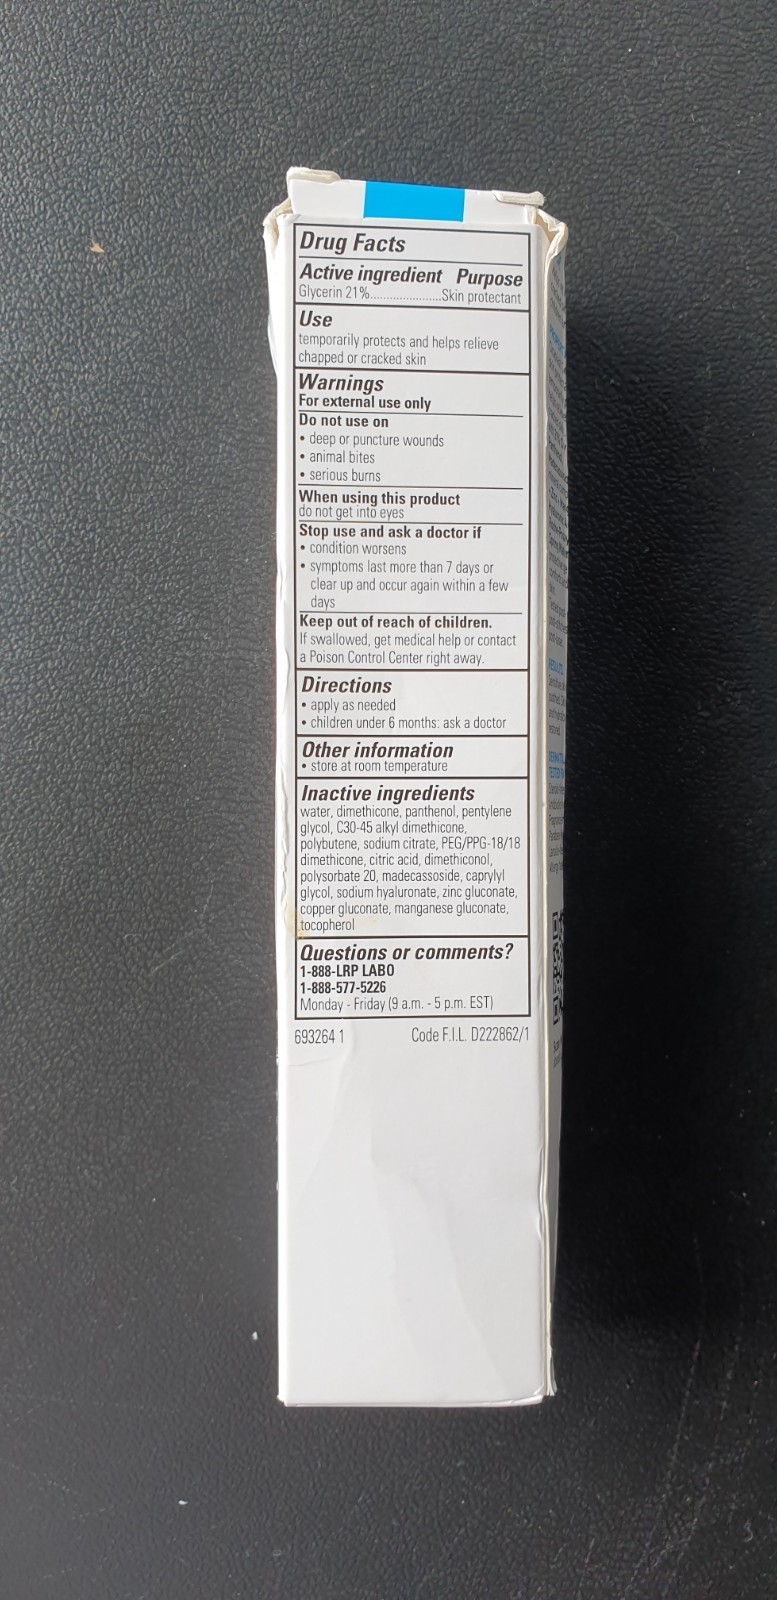 Drug Facts
Active ingredient Purpose
Glycerin 21%......................Skin protectant
Use
temporarily protects and helps relieve
chapped or cracked skin
Warnings
For external use only
Do not use on
• deep or puncture wounds
• animal bites
• serious burns
When using this product
do not get into eyes
Stop use and ask a doctor if
• condition worsens
• symptoms last more than 7 days or
clear up and occur again within a few
days
Keep out of reach of children.
If swallowed, get medical help or contact
a Poison Control Center right away.
Directions
• apply as needed
• children under 6 months: ask a doctor
Other information
• store at room temperature
Inactive ingredients
water, dimethicone, panthenol, pentylene
glycol, C30-45 alkyl dimethicone,
polybutene, sodium citrate, PEG/PPG-18/18
dimethicone, citric acid, dimethiconol,
polysorbate 20, madecassoside, caprylyl
glycol, sodium hyaluronate, zinc gluconate,
copper gluconate, manganese gluconate,
tocopherol
Questions or comments?
1-888-LRP LABO
1-888-577-5226
Monday - Friday (9 a.m. - 5 p.m. EST)
693264 1 Code F.I.L. D222862/1